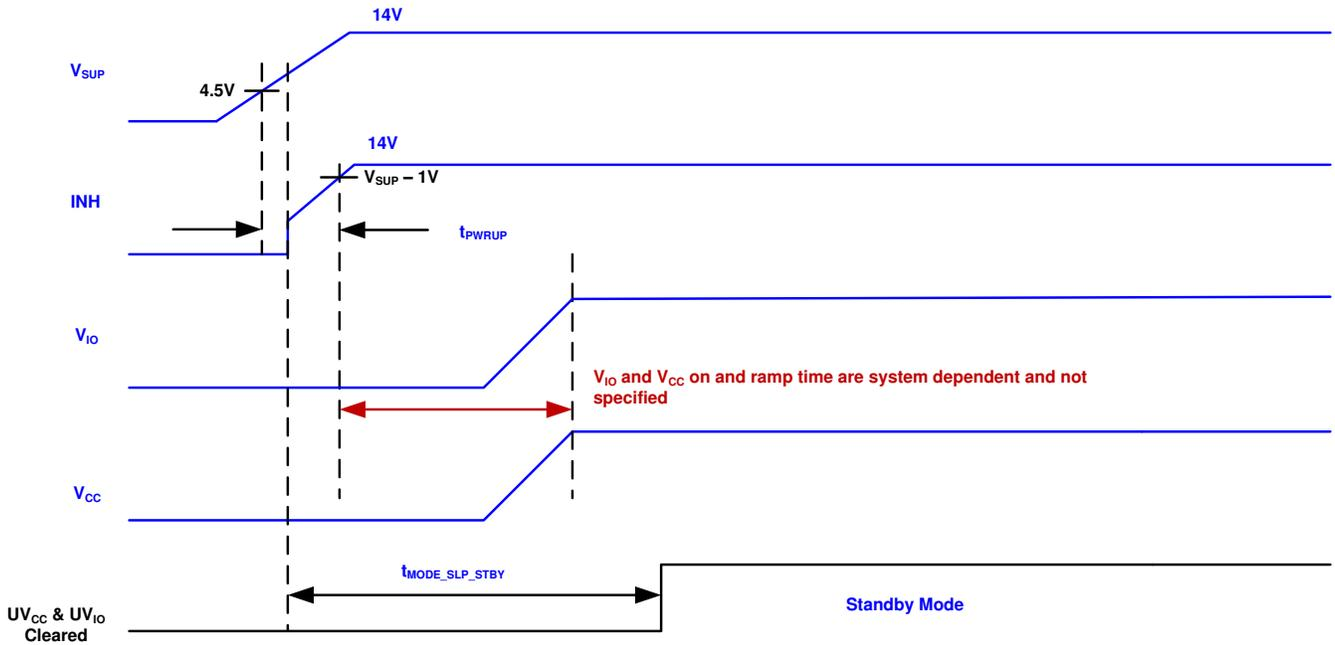 14V
VSUP
4.5V
14V
VSUP – 1V
INH
tPWRUP
VIO
VIO and VCC on and ramp time are system dependent and not
specified
VCC
tMODE_SLP_STBY
Standby Mode
UVCC & UVIO
Cleared